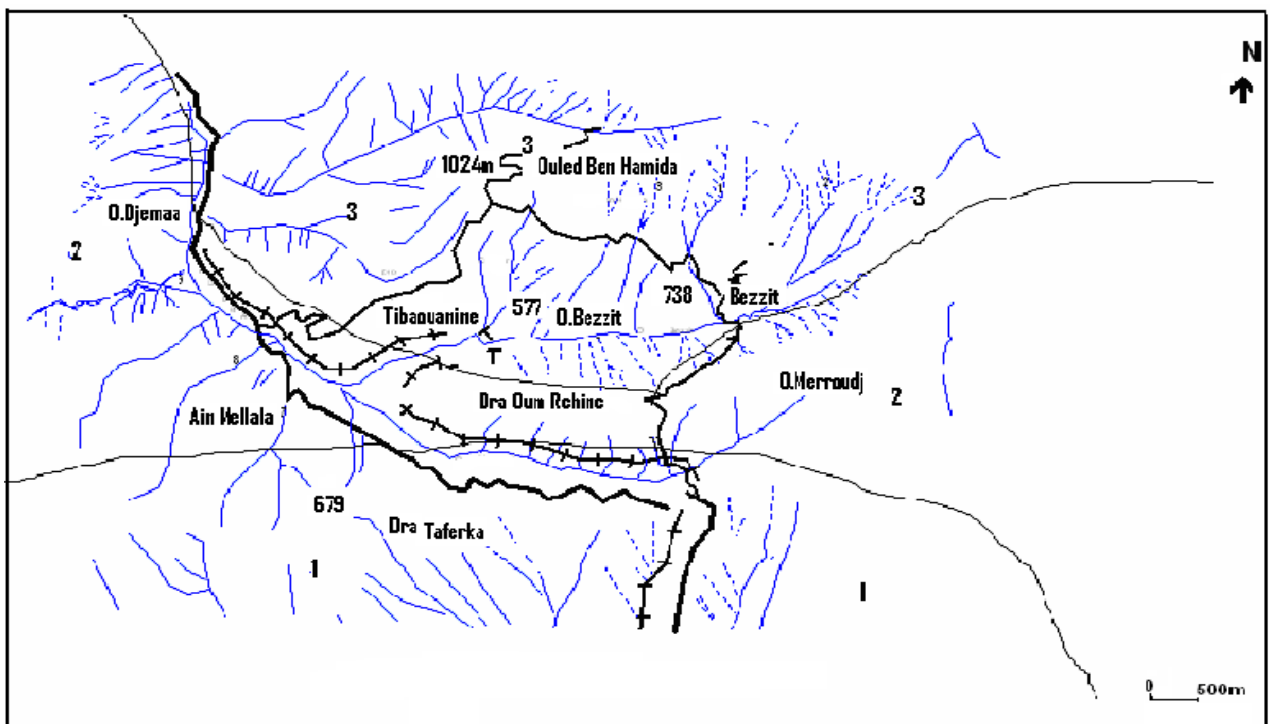 N
3
1024m
Ouled Ben Hamida
3
O.Djemaa
3
2
577
O.Bezzit
738
Bezzit
Tibaouanine
T
O.Merroudj
2
Dra Oum Rehine
Ain Mellala
679
Dra Taferka
1
1
0 500m